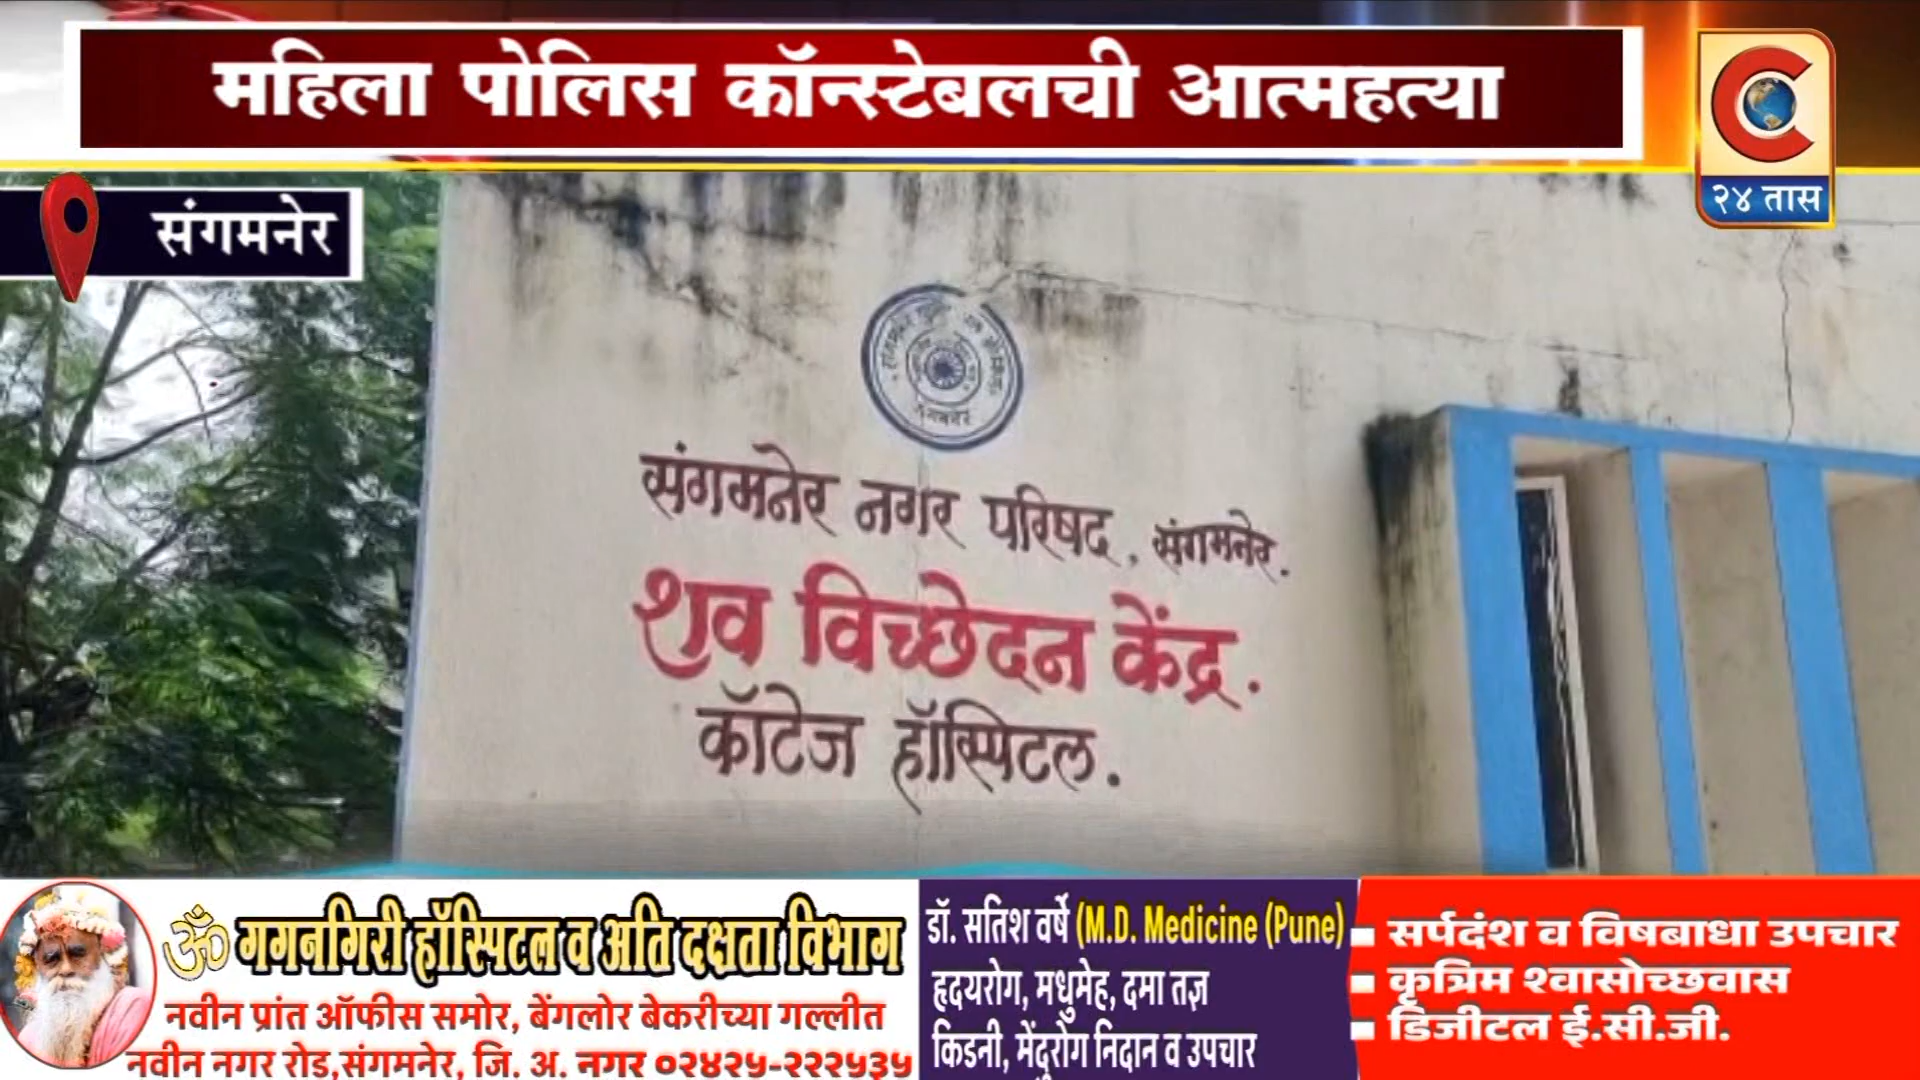 महिला पोलिस कॉन्स्टेबलची आत्महत्या
C
२४ तास
संगमनेर
संगमनेर
संगमनेर नगर परिषद, संगमनेर.
शव विच्छेदन केंद्र.
कॉटेज हॉस्पिटल.
ॐ गगनगिरी हॉस्पिटल व अति दक्षता विभाग
नवीन प्रांत ऑफीस समोर, बेंगलोर बेकरीच्या गल्लीत
नवीन नगर रोड,संगमनेर, जि. अ. नगर ०२४२५-२२२५३५
डॉ. सतिश वर्षे (M.D. Medicine (Pune)
हृदयरोग, मधुमेह, दमा तज्ञ
किडनी, मेंदुरोग निदान व उपचार
सर्पदंश व विषबाधा उपचार
कृत्रिम श्वासोच्छवास
डिजीटल ई.सी.जी.